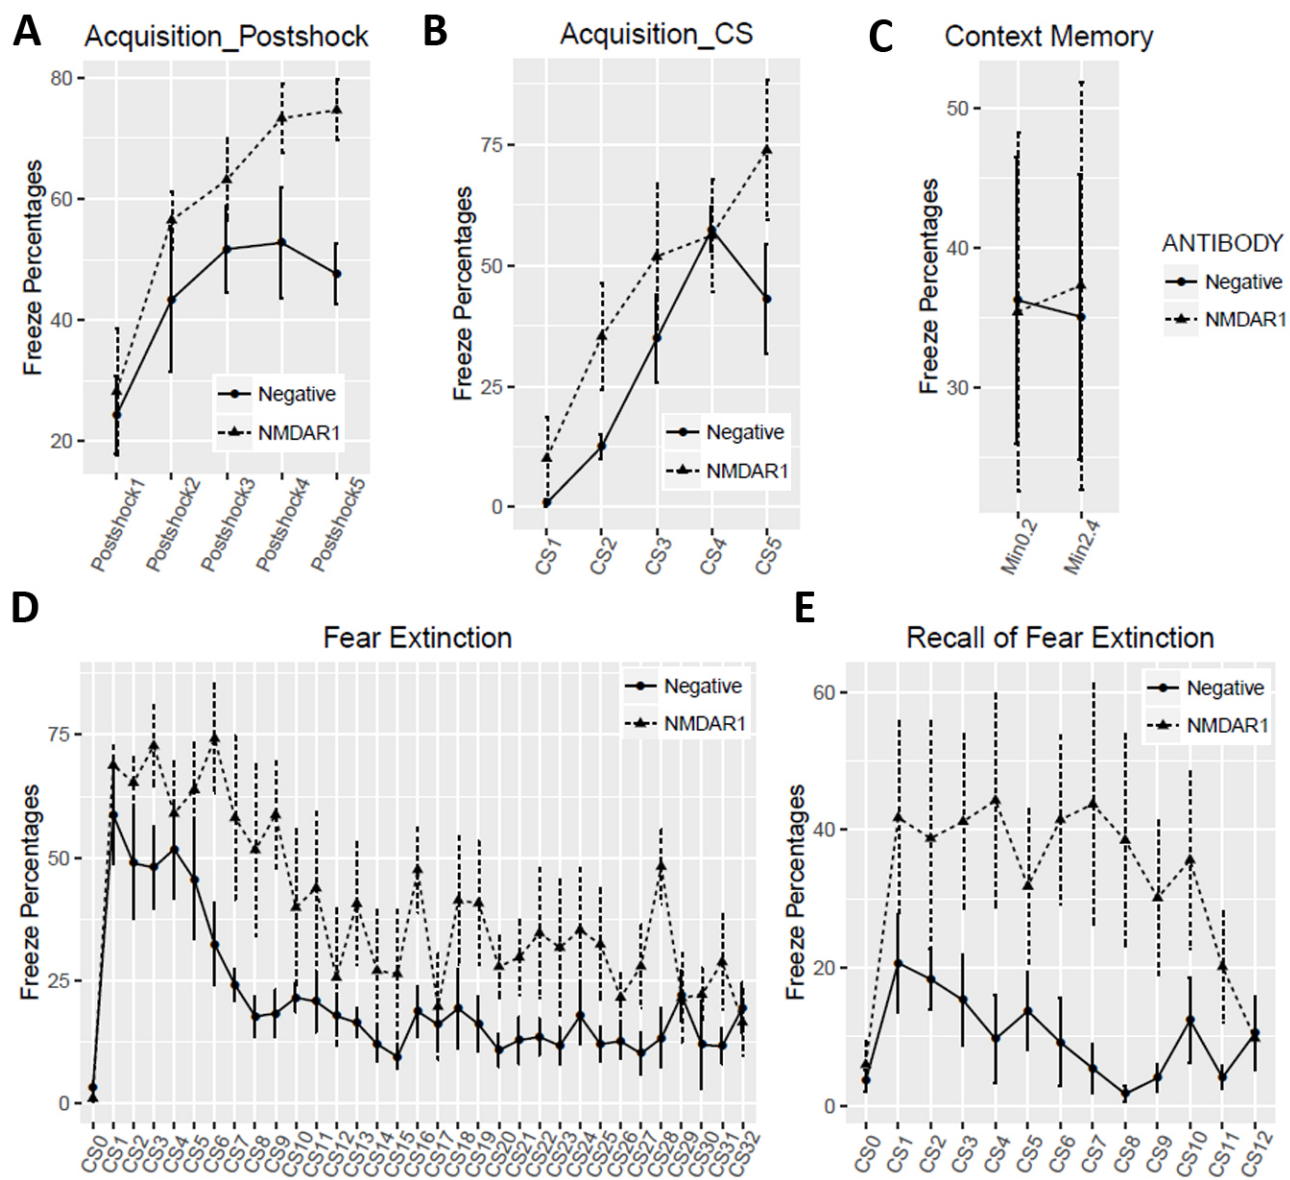 A
Acquisition_Postshock
Freeze Percentages
80
60
40
20
Negative
NMDAR1
Postshock1
Postshock2
Postshock3
Postshock4
Postshock5
B
Acquisition_CS
Freeze Percentages
75
50
25
0
Negative
NMDAR1
CS1
CS2
CS3
CS4
CS5
C
Context Memory
Freeze Percentages
50
40
30
Min0.2
Min2.4
ANTIBODY
Negative
NMDAR1
D
Fear Extinction
Freeze Percentages
75
50
25
0
Negative
NMDAR1
CS0
CS1
CS2
CS3
CS4
CS5
CS6
CS7
CS8
CS9
CS10
CS11
CS12
CS13
CS14
CS15
CS16
CS17
CS18
CS19
CS20
CS21
CS22
CS23
CS24
CS25
CS26
CS27
CS28
CS29
CS30
CS31
CS32
E
Recall of Fear Extinction
Freeze Percentages
60
40
20
0
Negative
NMDAR1
CS0
CS1
CS2
CS3
CS4
CS5
CS6
CS7
CS8
CS9
CS10
CS11
CS12